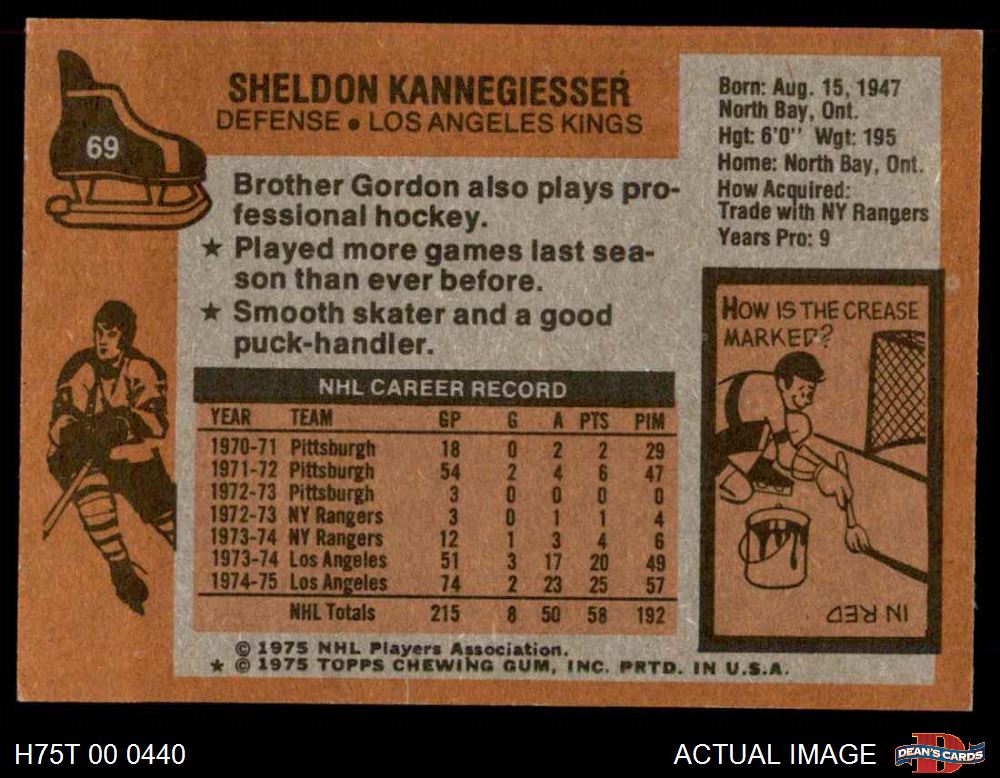 69
SHELDON KANNEGIESSER
DEFENSE • LOS ANGELES KINGS
Brother Gordon also plays pro-
fessional hockey.
★ Played more games last sea-
son than ever before.
★ Smooth skater and a good
puck-handler.
Born: Aug. 15, 1947
North Bay, Ont.
Hgt: 6'0" Wgt: 195
Home: North Bay, Ont.
How Acquired:
Trade with NY Rangers
Years Pro: 9
HOW IS THE CREASE
MARKED?
IN RED
NHL CAREER RECORD
YEAR TEAM GP G A PTS PIM
1970-71 Pittsburgh 18 0 2 2 29
1971-72 Pittsburgh 54 2 4 6 47
1972-73 Pittsburgh 3 0 0 0 0
1972-73 NY Rangers 3 0 1 1 4
1973-74 NY Rangers 12 1 3 4 6
1973-74 Los Angeles 51 3 17 20 49
1974-75 Los Angeles 74 2 23 25 57
NHL Totals 215 8 50 58 192
© 1975 NHL Players Association.
★ © 1975 TOPPS CHEWING GUM, INC. PRTD. IN U.S.A.
H75T 00 0440
ACTUAL IMAGE
D
DEAN'S CARDS